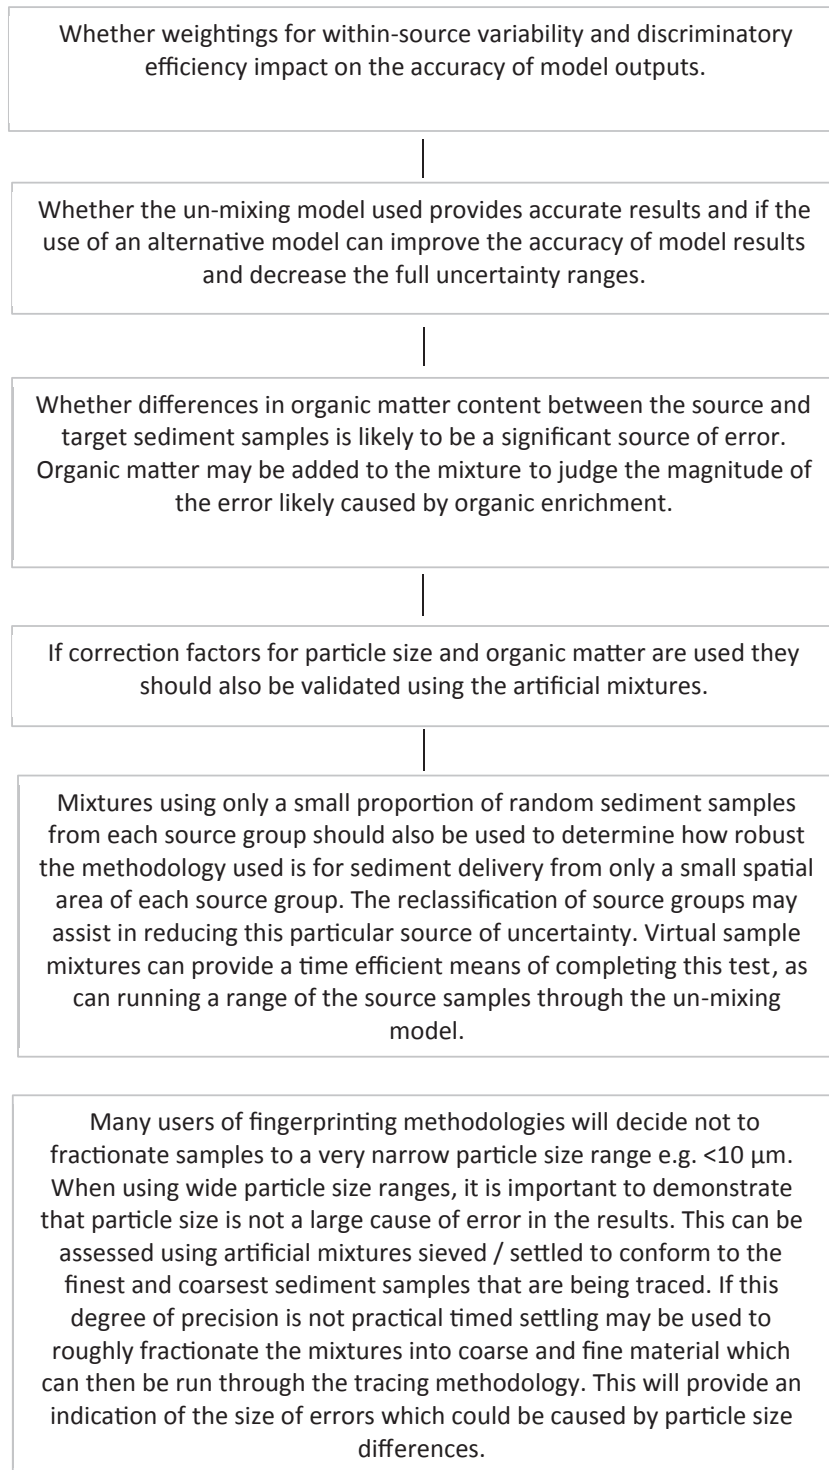 Whether weightings for within-source variability and discriminatory
efficiency impact on the accuracy of model outputs.
Whether the un-mixing model used provides accurate results and if the
use of an alternative model can improve the accuracy of model results
and decrease the full uncertainty ranges.
Whether differences in organic matter content between the source and
target sediment samples is likely to be a significant source of error.
Organic matter may be added to the mixture to judge the magnitude of
the error likely caused by organic enrichment.
If correction factors for particle size and organic matter are used they
should also be validated using the artificial mixtures.
Mixtures using only a small proportion of random sediment samples
from each source group should also be used to determine how robust
the methodology used is for sediment delivery from only a small spatial
area of each source group. The reclassification of source groups may
assist in reducing this particular source of uncertainty. Virtual sample
mixtures can provide a time efficient means of completing this test, as
can running a range of the source samples through the un-mixing
model.
Many users of fingerprinting methodologies will decide not to
fractionate samples to a very narrow particle size range e.g. <10 µm.
When using wide particle size ranges, it is important to demonstrate
that particle size is not a large cause of error in the results. This can be
assessed using artificial mixtures sieved / settled to conform to the
finest and coarsest sediment samples that are being traced. If this
degree of precision is not practical timed settling may be used to
roughly fractionate the mixtures into coarse and fine material which
can then be run through the tracing methodology. This will provide an
indication of the size of errors which could be caused by particle size
differences.